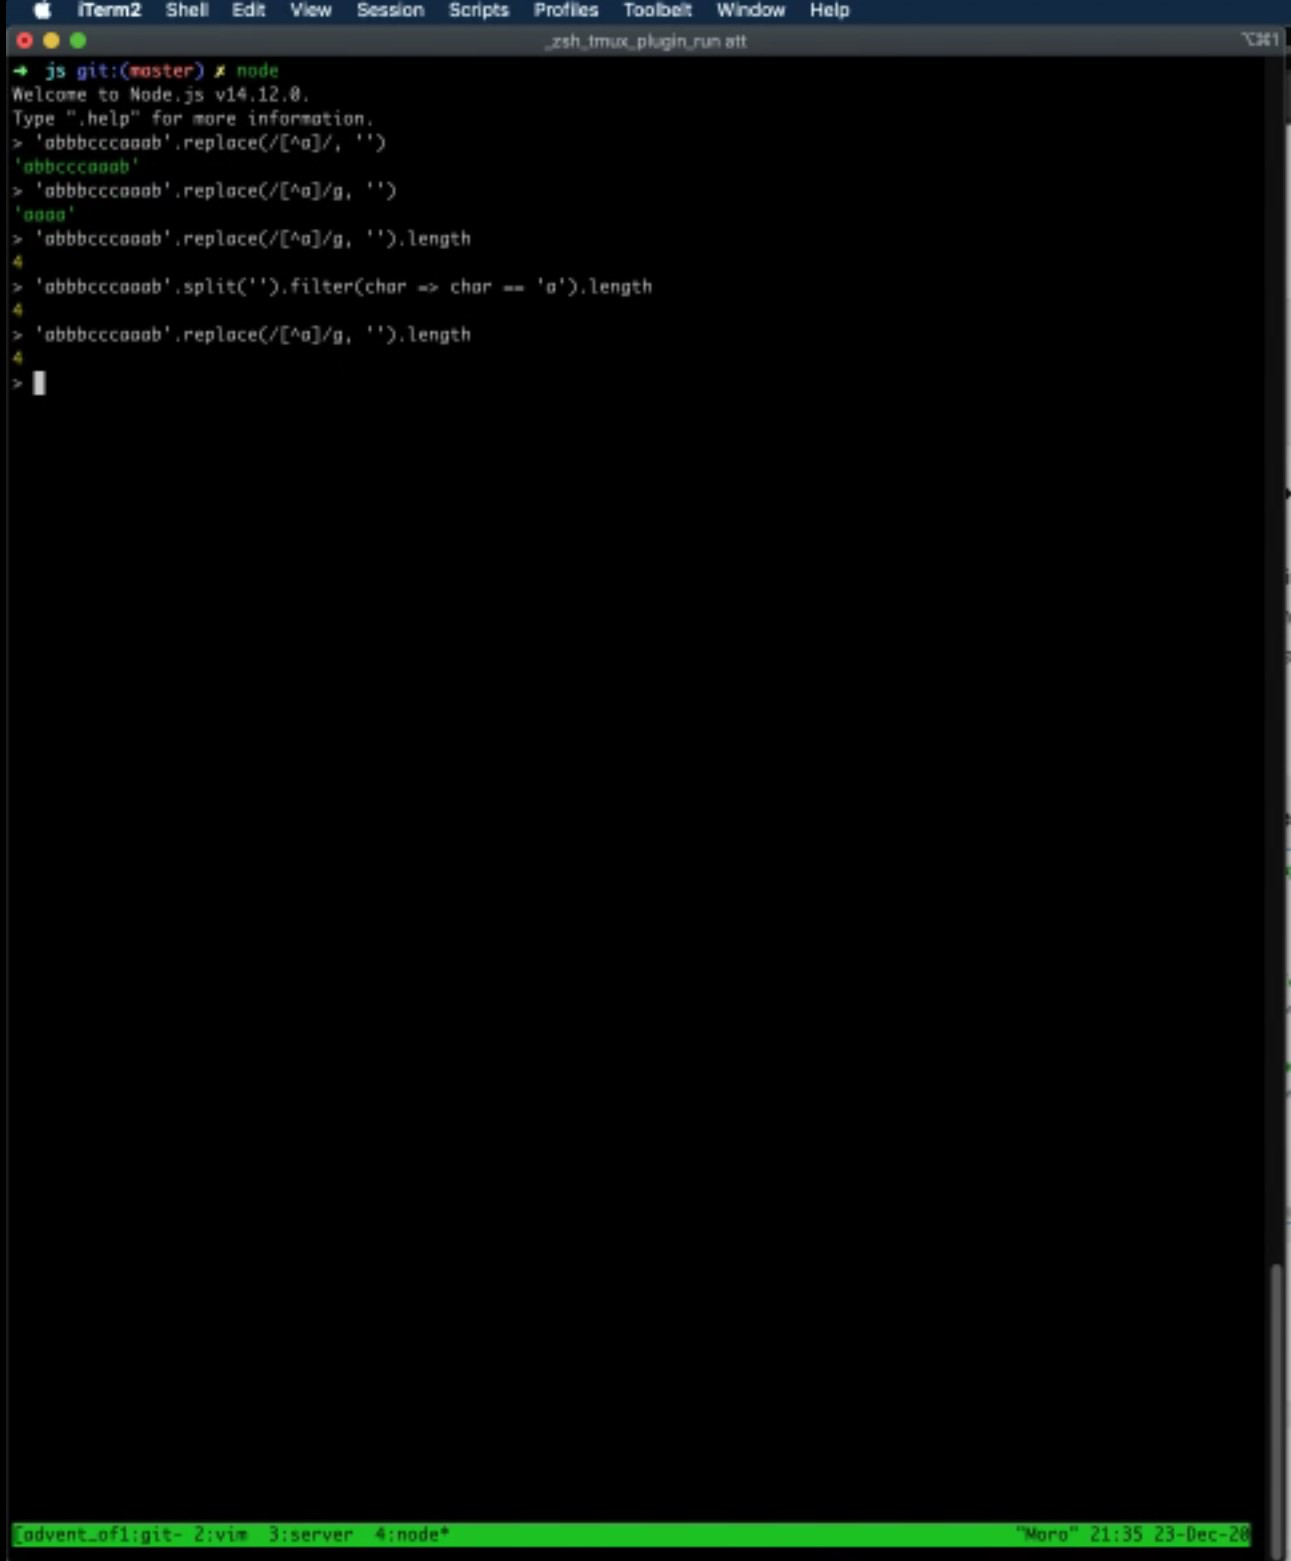 iTerm2 Shell Edit View Session Scripts Profiles Toolbelt Window Help
_zsh_tmux_plugin_run att ⌥⌘1
➜ js git:(master) ✗ node
Welcome to Node.js v14.12.0.
Type ".help" for more information.
> 'abbbcccaaab'.replace(/[^a]/, '')
'abbcccaaab'
> 'abbbcccaaab'.replace(/[^a]/g, '')
'aaaa'
> 'abbbcccaaab'.replace(/[^a]/g, '').length
4
> 'abbbcccaaab'.split('').filter(char => char == 'a').length
4
> 'abbbcccaaab'.replace(/[^a]/g, '').length
4
>
[advent_of1:git- 2:vim 3:server 4:node* "Moro" 21:35 23-Dec-20